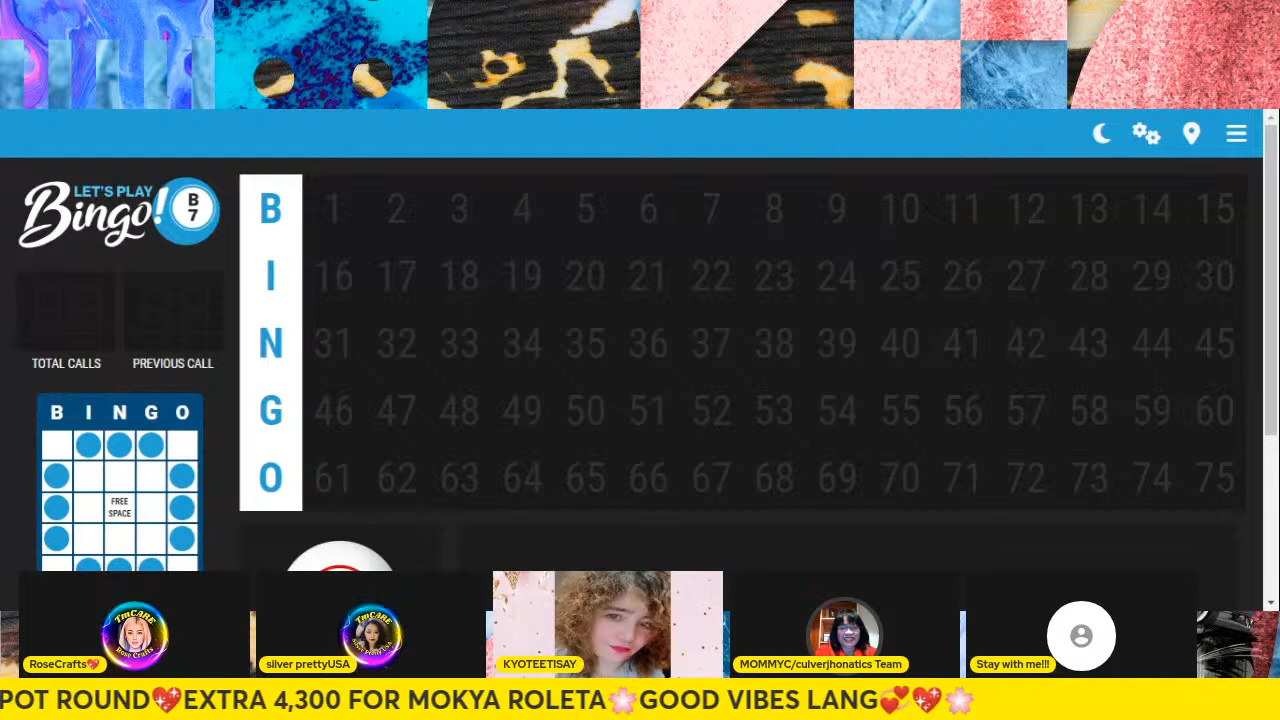 LET'S PLAY
Bingo!
B
7
TOTAL CALLS
PREVIOUS CALL
B I N G O
FREE
SPACE
B 1 2 3 4 5 6 7 8 9 10 11 12 13 14 15
I 16 17 18 19 20 21 22 23 24 25 26 27 28 29 30
N 31 32 33 34 35 36 37 38 39 40 41 42 43 44 45
G 46 47 48 49 50 51 52 53 54 55 56 57 58 59 60
O 61 62 63 64 65 66 67 68 69 70 71 72 73 74 75
TmCARE
Rose Crafts
TmCARE
RoseCrafts💖
silver prettyUSA
KYOTEETISAY
MOMMYC/culverjhonatics Team
Stay with me!!!
POT ROUND💖EXTRA 4,300 FOR MOKYA ROLETA🌸GOOD VIBES LANG💞💖🌸